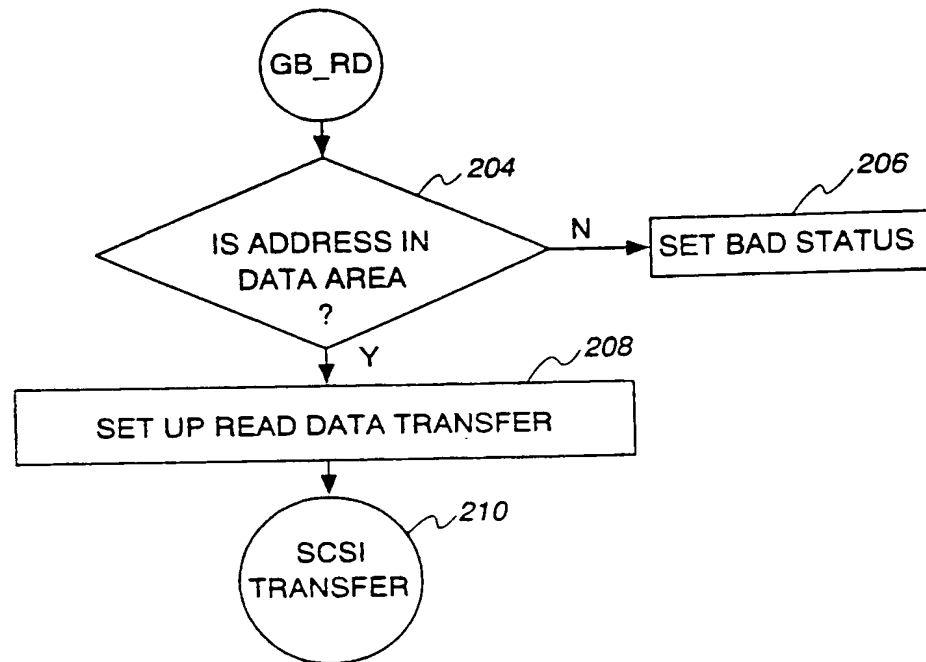 GB_RD
204
206
IS ADDRESS IN
DATA AREA
?
N
SET BAD STATUS
Y
208
SET UP READ DATA TRANSFER
210
SCSI
TRANSFER